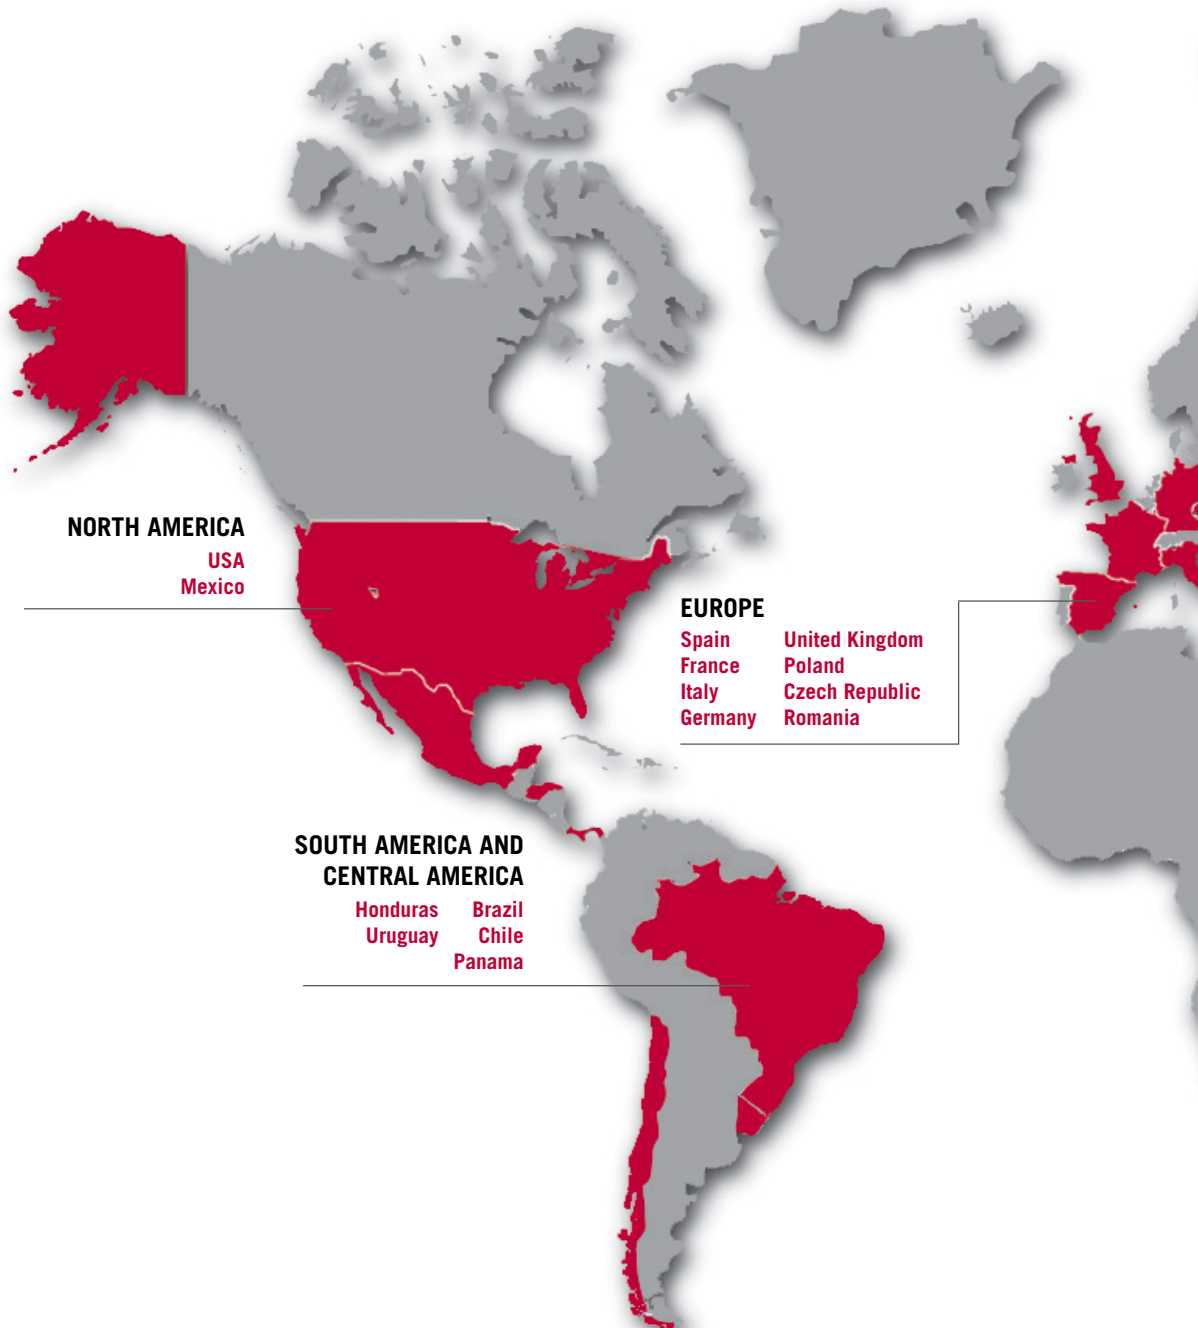 NORTH AMERICA
USA
Mexico
EUROPE
Spain United Kingdom
France Poland
Italy Czech Republic
Germany Romania
SOUTH AMERICA AND
CENTRAL AMERICA
Honduras Brazil
Uruguay Chile
Panama